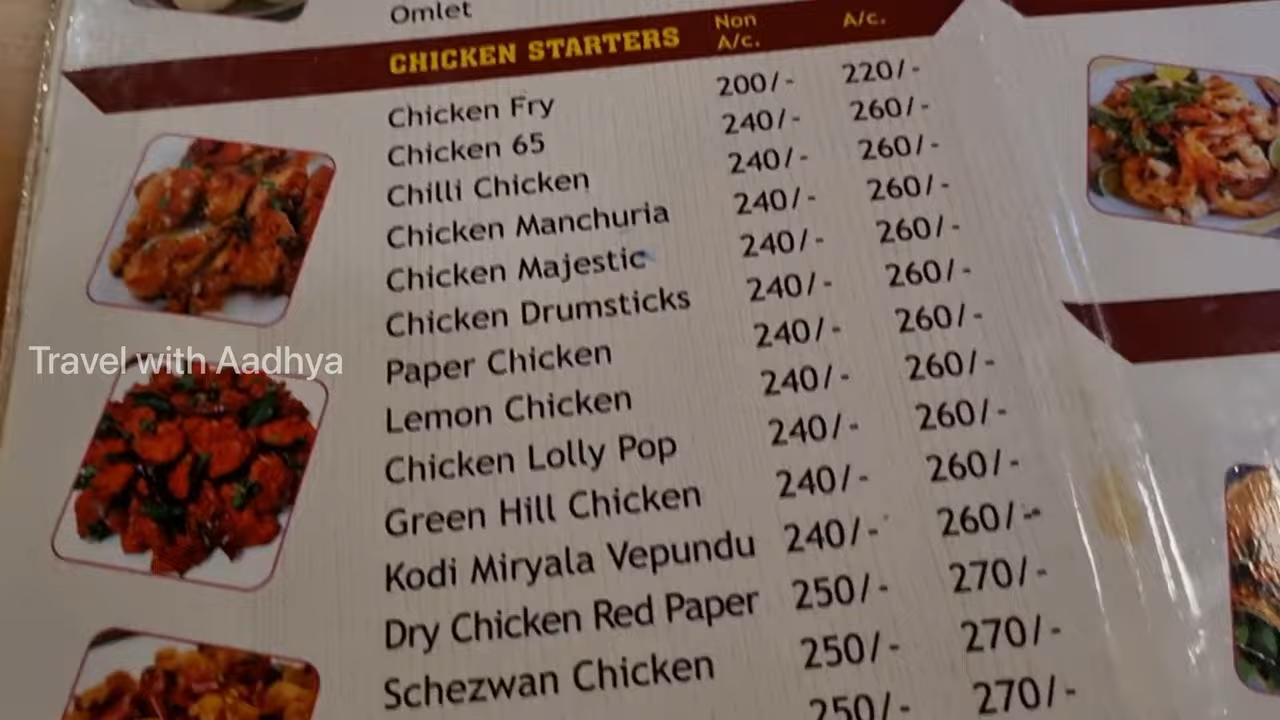 Omlet
CHICKEN STARTERS Non A/c. A/c.
Chicken Fry 200/- 220/-
Chicken 65 240/- 260/-
Chilli Chicken 240/- 260/-
Chicken Manchuria 240/- 260/-
Chicken Majestic 240/- 260/-
Chicken Drumsticks 240/- 260/-
Paper Chicken 240/- 260/-
Lemon Chicken 240/- 260/-
Chicken Lolly Pop 240/- 260/-
Green Hill Chicken 240/- 260/-
Kodi Miryala Vepundu 240/- 260/-
Dry Chicken Red Paper 250/- 270/-
Schezwan Chicken 250/- 270/-
250/- 270/-
Travel with Aadhya